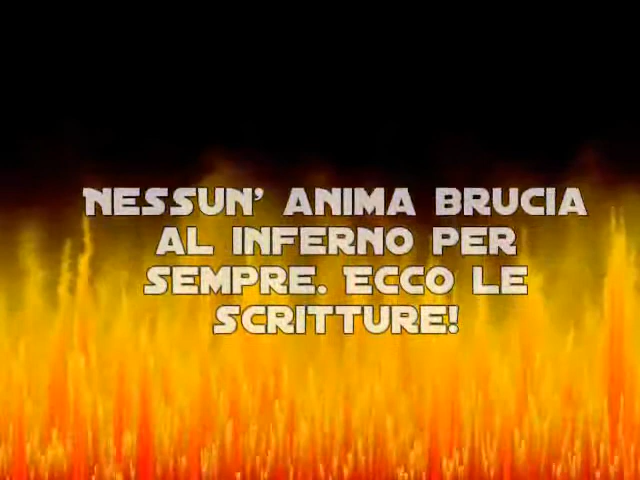 Nessun' anima brucia
al inferno per
sempre. Ecco le
scritture!